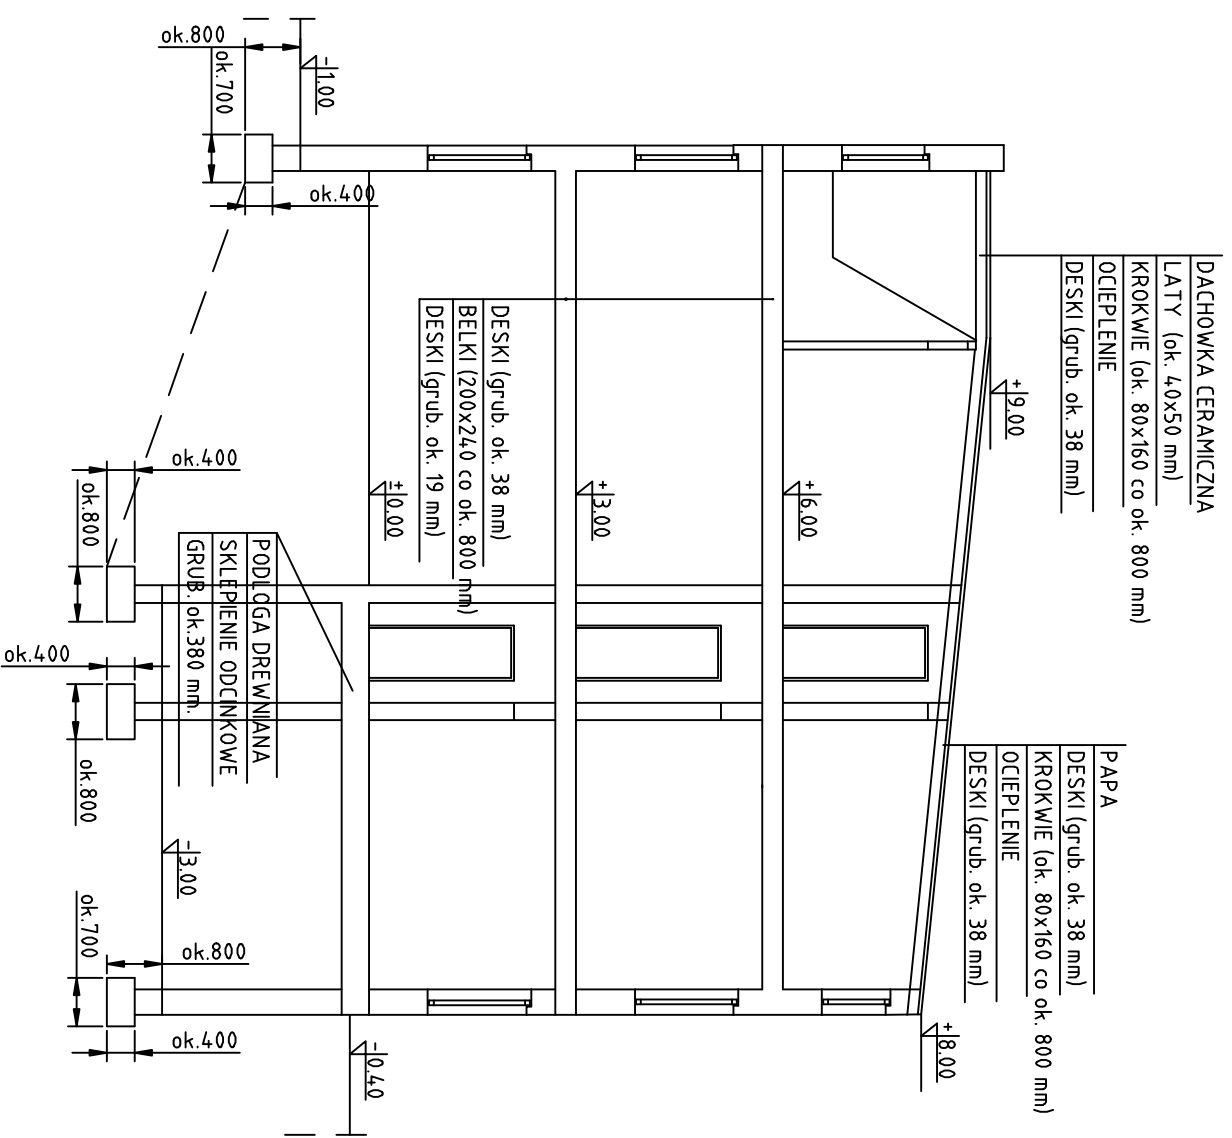 DACHOWKA CERAMICZNA
LATY (ok. 40x50 mm)
KROKWIE (ok. 80x160 co ok. 800 mm)
OCIEPLENIE
DESKI (grub. ok. 38 mm)
PAPA
DESKI (grub. ok. 38 mm)
KROKWIE (ok. 80x160 co ok. 800 mm)
OCIEPLENIE
DESKI (grub. ok. 38 mm)
+9.00
+8.00
+6.00
+3.00
±0.00
-0.40
-1.00
-3.00
DESKI (grub. ok. 38 mm)
BELKI (200x240 co ok. 800 mm)
DESKI (grub. ok. 19 mm)
PODLOGA DREWNIANA
SKLEPIENIE ODCINKOWE
GRUB. ok.380 mm.
ok.800
ok.700
ok.400
ok.400
ok.800
ok.400
ok.800
ok.800
ok.700
ok.400